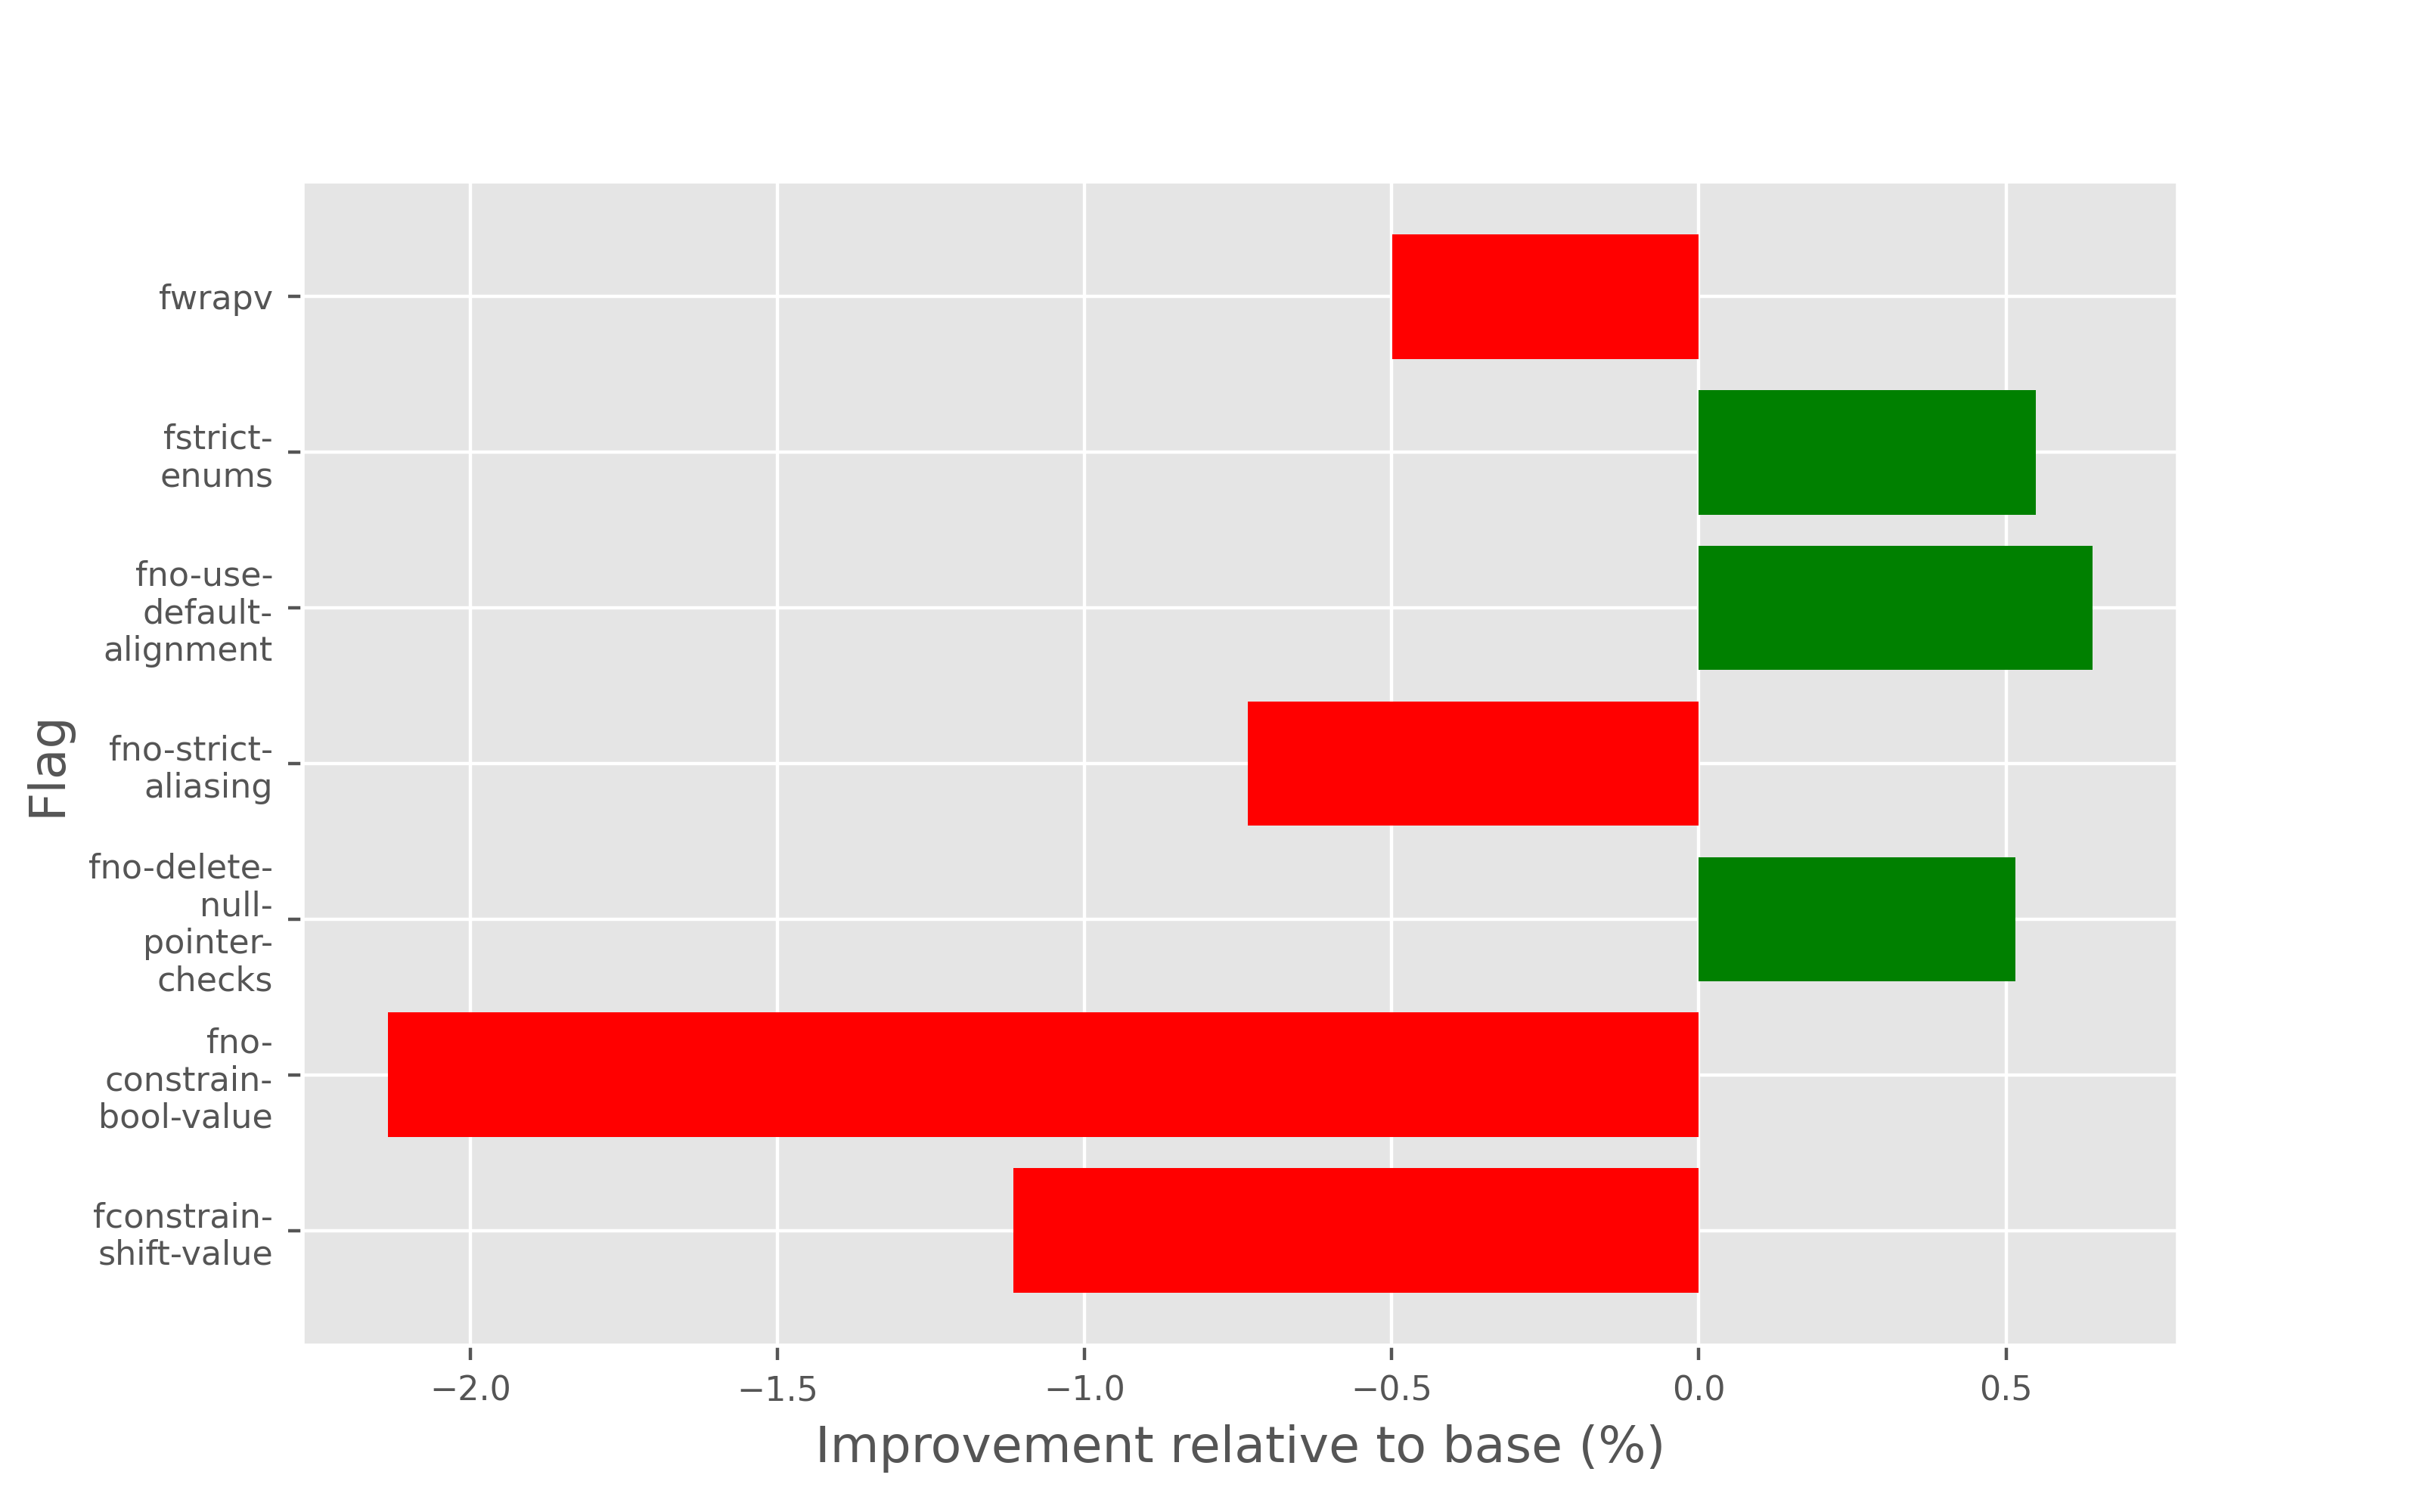 Flag
fwrapv
fstrict-
enums
fno-use-
default-
alignment
fno-strict-
aliasing
fno-delete-
null-
pointer-
checks
fno-
constrain-
bool-value
fconstrain-
shift-value
−2.0
−1.5
−1.0
−0.5
0.0
0.5
Improvement relative to base (%)